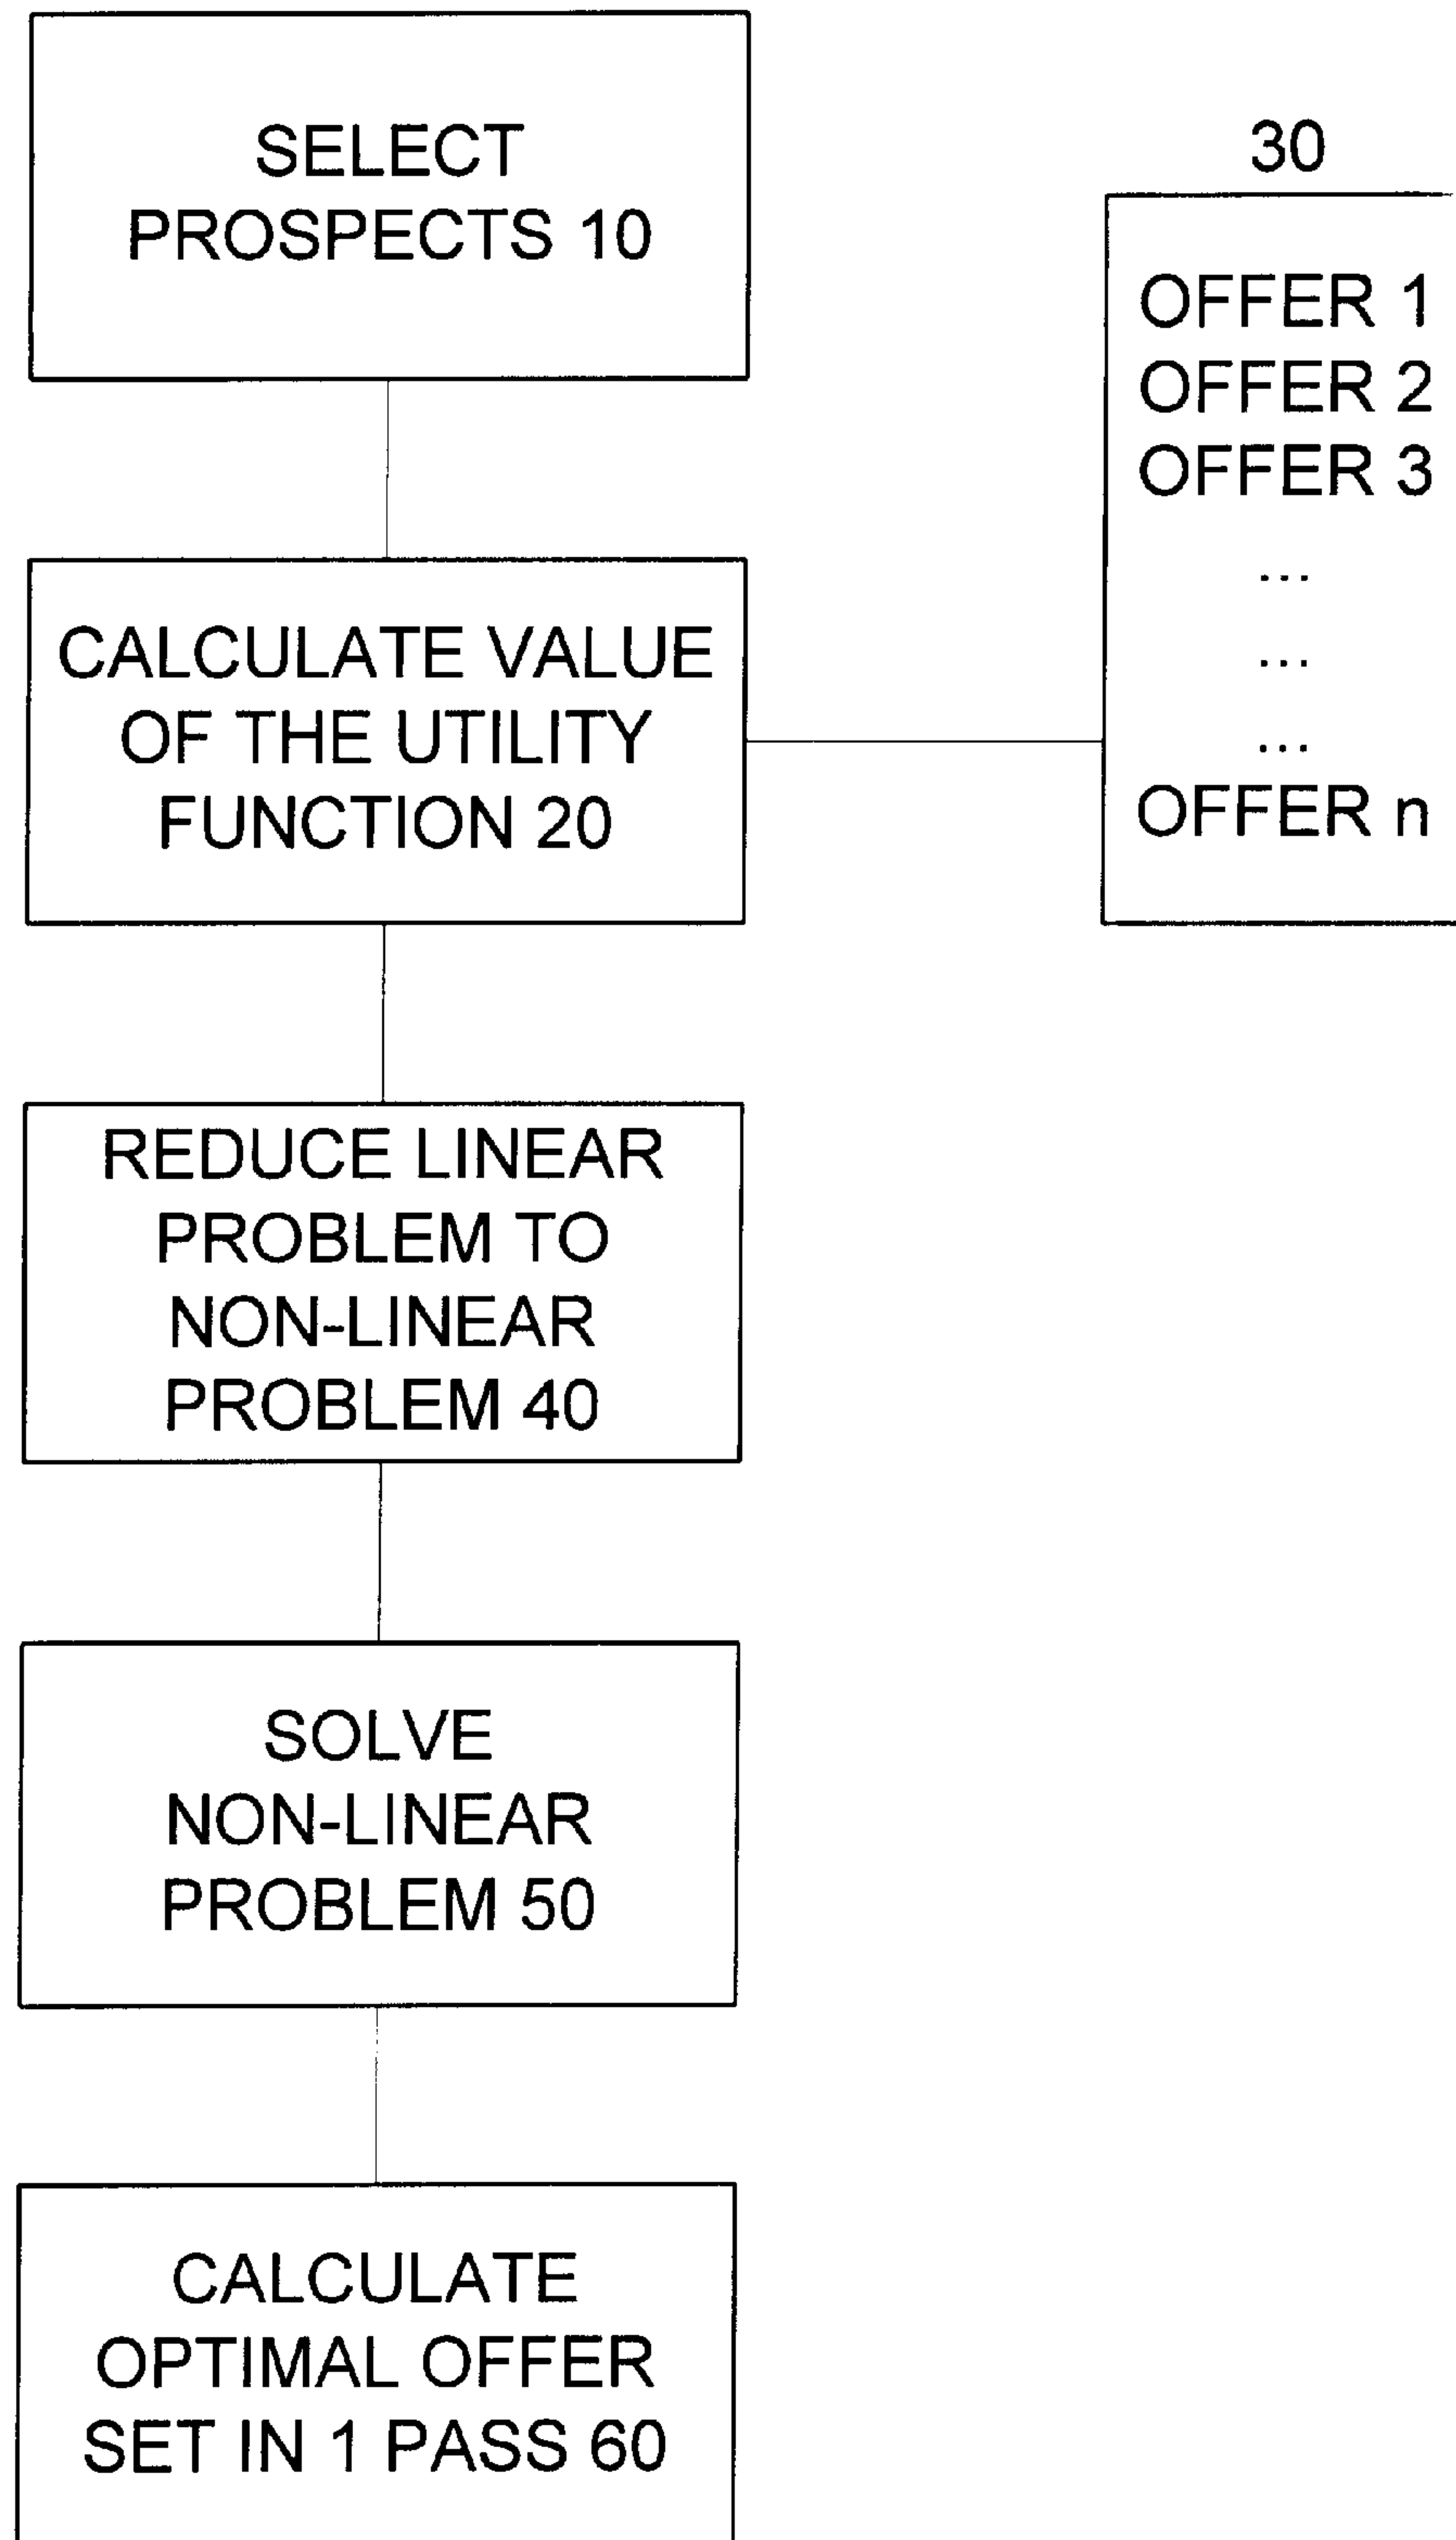 SELECT
PROSPECTS 10
30
OFFER 1
OFFER 2
OFFER 3
...
...
...
OFFER n
CALCULATE VALUE
OF THE UTILITY
FUNCTION 20
REDUCE LINEAR
PROBLEM TO
NON-LINEAR
PROBLEM 40
SOLVE
NON-LINEAR
PROBLEM 50
CALCULATE
OPTIMAL OFFER
SET IN 1 PASS 60